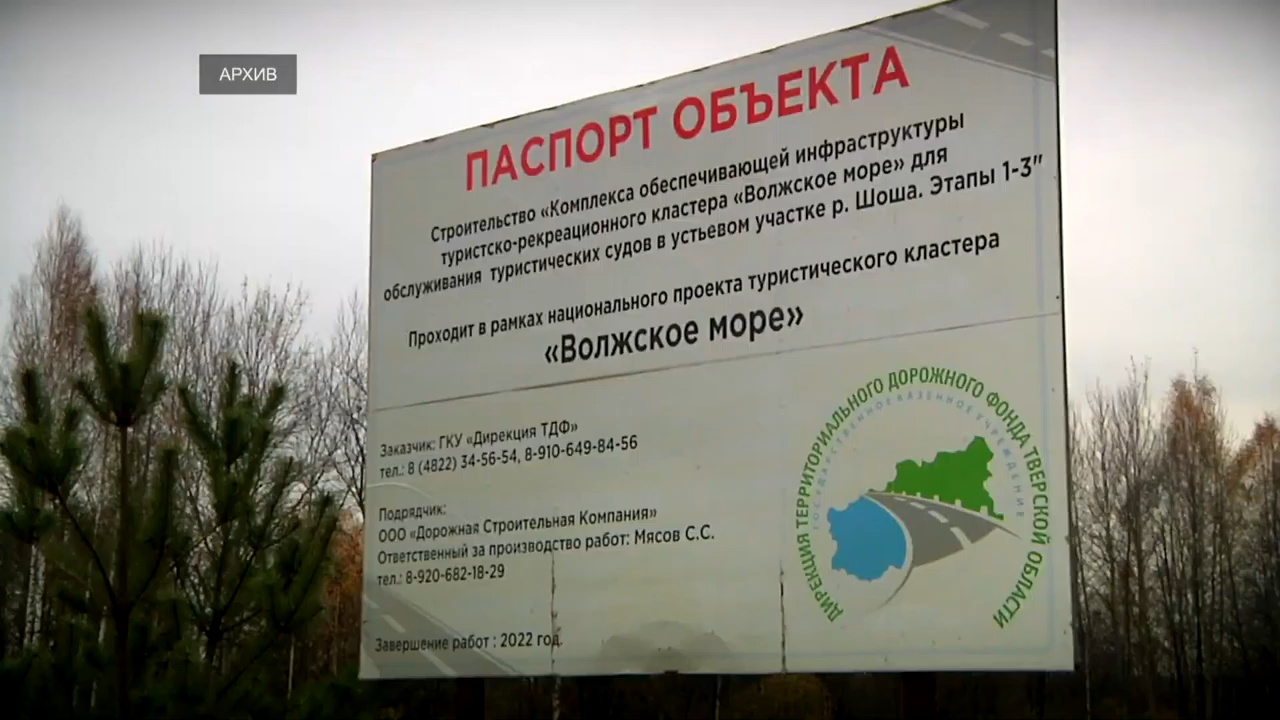 АРХИВ
ПАСПОРТ ОБЪЕКТА
Строительство «Комплекса обеспечивающей инфраструктуры
туристско-рекреационного кластера «Волжское море» для
обслуживания туристических судов в устьевом участке р. Шоша. Этапы 1-3"
Проходит в рамках национального проекта туристического кластера
«Волжское море»
Заказчик: ГКУ «Дирекция ТДФ»
тел.: 8 (4822) 34-56-54, 8-910-649-84-56
Подрядчик:
ООО «Дорожная Строительная Компания»
Ответственный за производство работ: Мясов С.С.
тел.: 8-920-682-18-29
Завершение работ : 2022 год.
ДИРЕКЦИЯ ТЕРРИТОРИАЛЬНОГО ДОРОЖНОГО ФОНДА ТВЕРСКОЙ ОБЛАСТИ
ГОСУДАРСТВЕННОЕ КАЗЕННОЕ УЧРЕЖДЕНИЕ